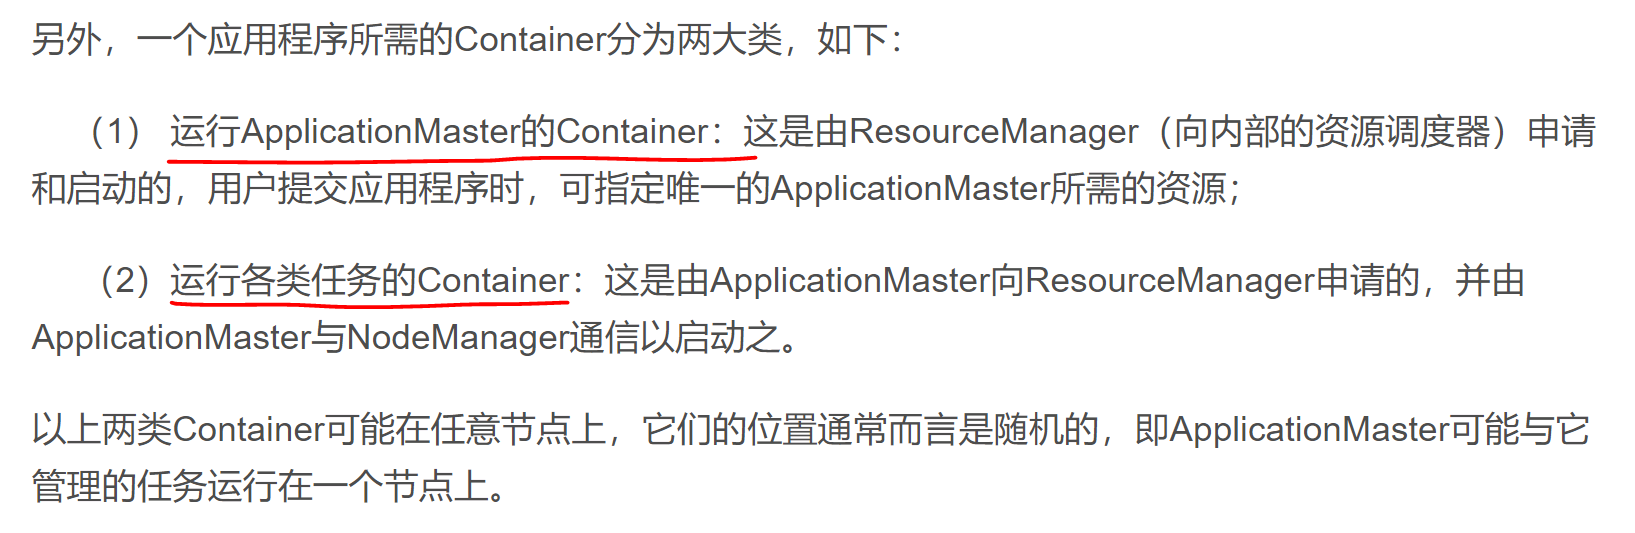 另外，一个应用程序所需的Container分为两大类，如下：
（1） 运行ApplicationMaster的Container：这是由ResourceManager（向内部的资源调度器）申请
和启动的，用户提交应用程序时，可指定唯一的ApplicationMaster所需的资源；
（2）运行各类任务的Container：这是由ApplicationMaster向ResourceManager申请的，并由
ApplicationMaster与NodeManager通信以启动之。
以上两类Container可能在任意节点上，它们的位置通常而言是随机的，即ApplicationMaster可能与它
管理的任务运行在一个节点上。